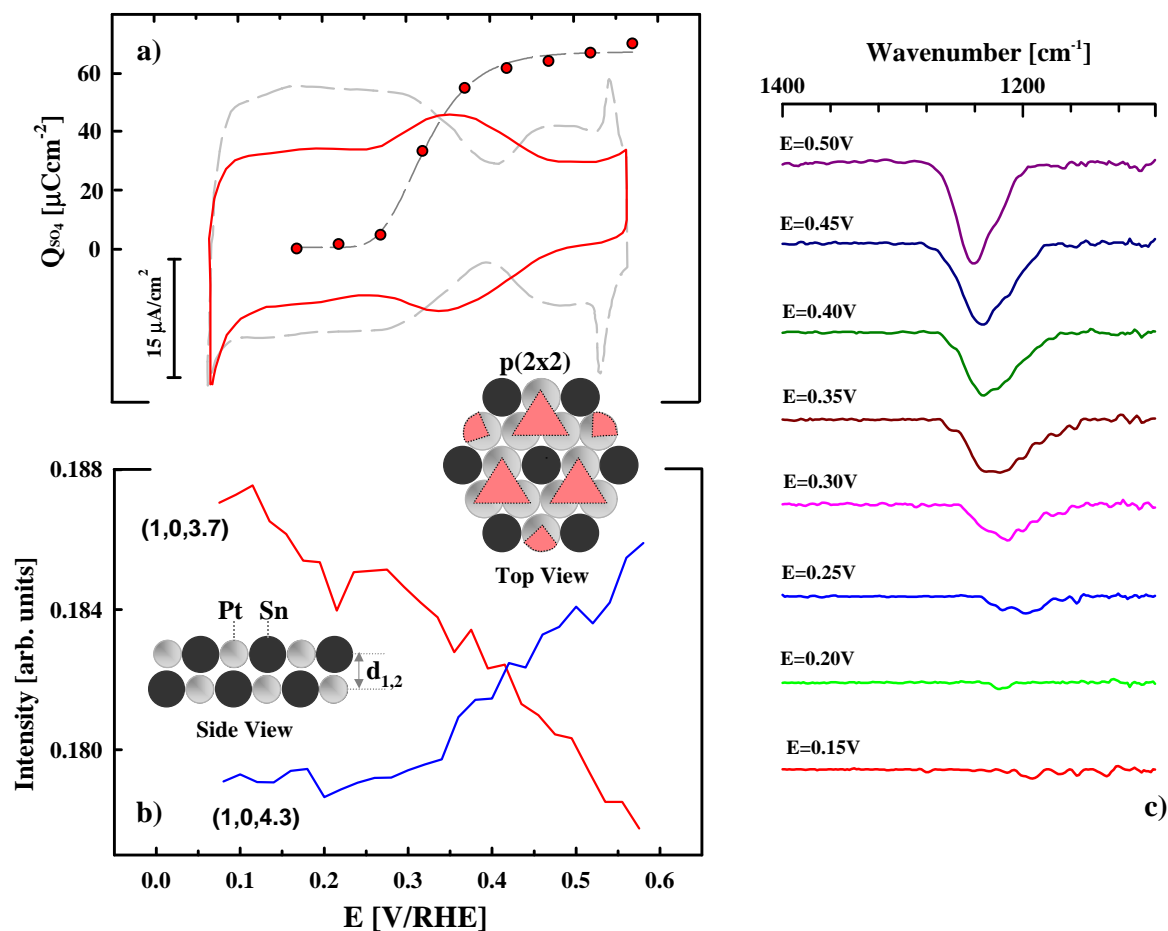 a)
60
40
20
0
Q_SO4 [μCcm⁻²]
15 μA/cm²
p(2x2)
Top View
0.188
0.184
0.180
Intensity [arb. units]
(1,0,3.7)
Pt Sn
d1,2
Side View
b)
(1,0,4.3)
0.0 0.1 0.2 0.3 0.4 0.5 0.6
E [V/RHE]
Wavenumber [cm⁻¹]
1400 1200
E=0.50V
E=0.45V
E=0.40V
E=0.35V
E=0.30V
E=0.25V
E=0.20V
E=0.15V
c)